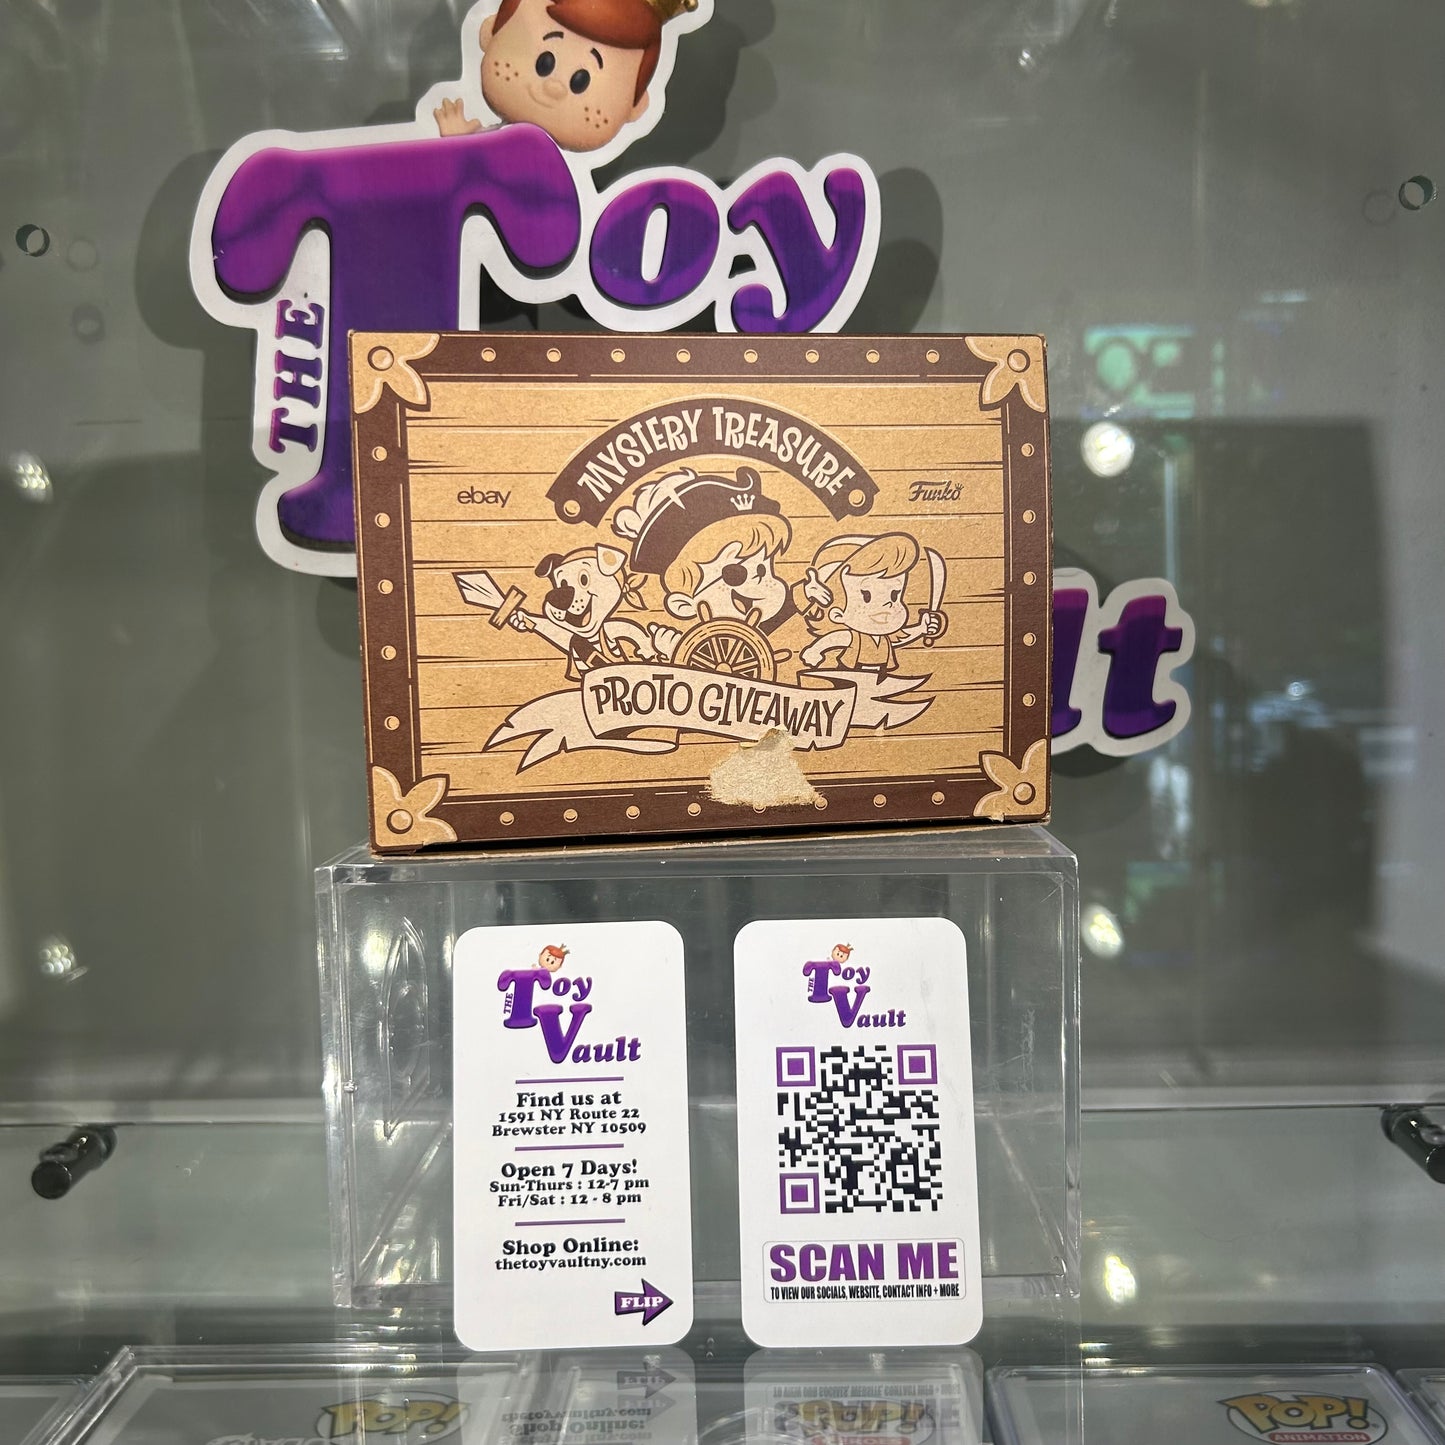 THE Toy
lt
MYSTERY TREASURE
ebay
Funko
PROTO GIVEAWAY
THE Toy
Vault
Find us at
1591 NY Route 22
Brewster NY 10509
Open 7 Days!
Sun-Thurs : 12-7 pm
Fri/Sat : 12 - 8 pm
Shop Online:
thetoyvaultny.com
FLIP
THE Toy
Vault
SCAN ME
TO VIEW OUR SOCIALS, WEBSITE, CONTACT INFO + MORE
POP!
POP!
POP!
ANIMATION